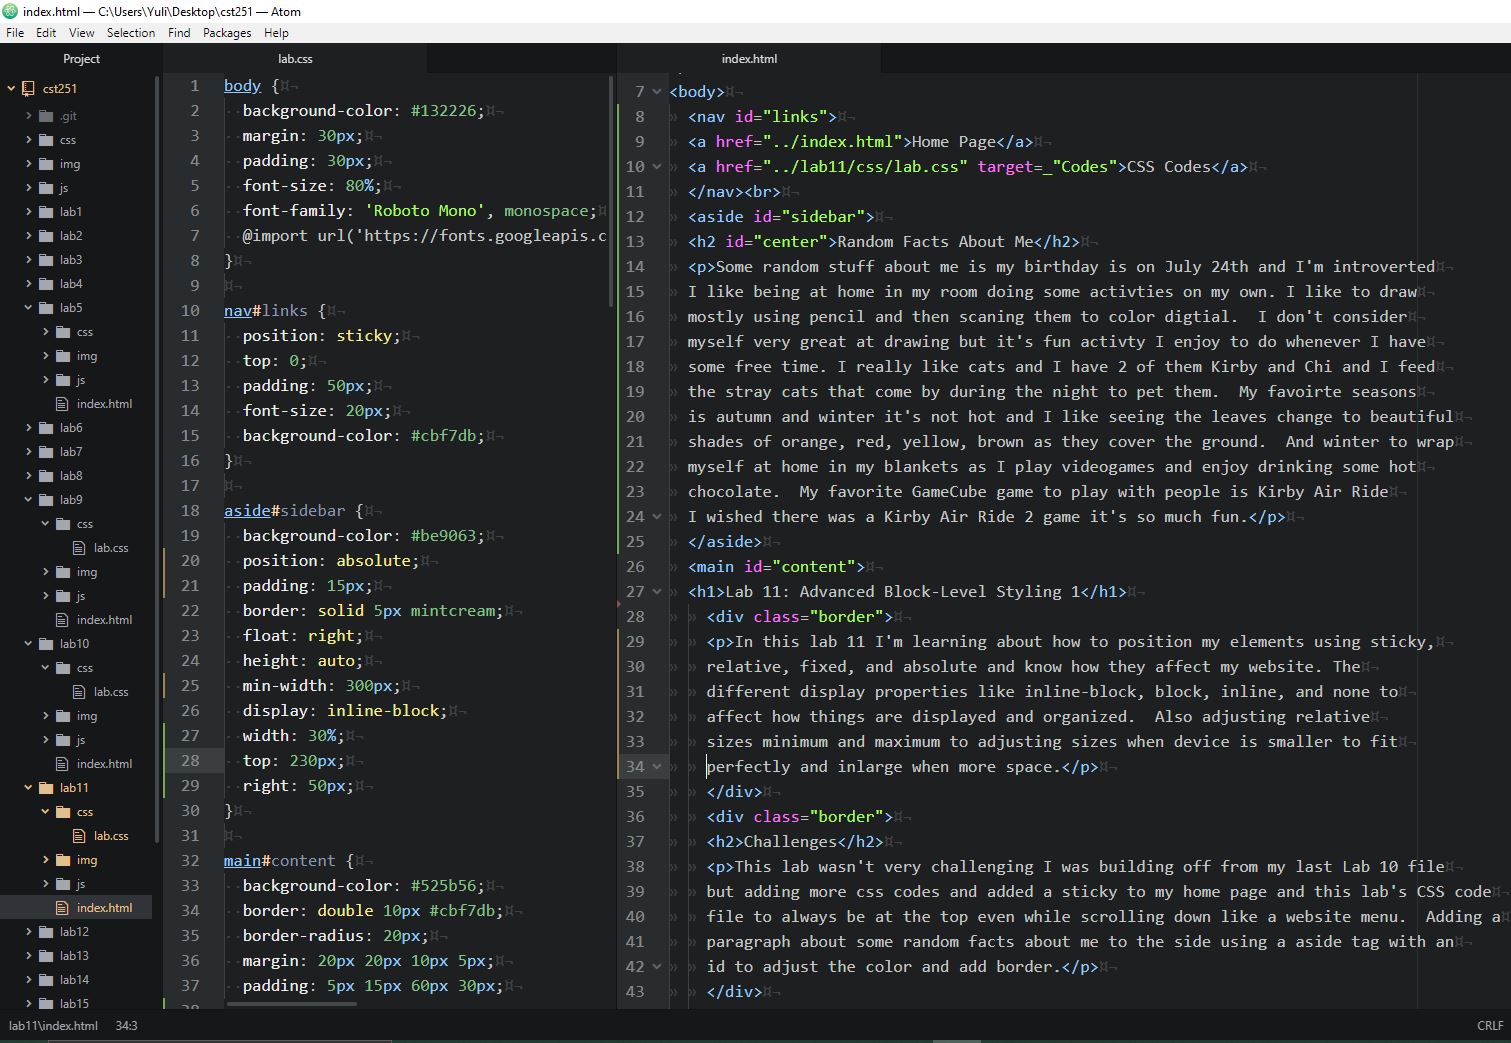 index.html — C:\Users\Yuli\Desktop\cst251 — Atom
File Edit View Selection Find Packages Help
Project
cst251
.git
css
img
js
lab1
lab2
lab3
lab4
lab5
css
img
js
index.html
lab6
lab7
lab8
lab9
css
lab.css
img
js
index.html
lab10
css
lab.css
img
js
index.html
lab11
css
lab.css
img
js
index.html
lab12
lab13
lab14
lab15
lab.css
1 body {
2 background-color: #132226;
3 margin: 30px;
4 padding: 30px;
5 font-size: 80%;
6 font-family: 'Roboto Mono', monospace;
7 @import url('https://fonts.googleapis.c
8 }
9
10 nav#links {
11 position: sticky;
12 top: 0;
13 padding: 50px;
14 font-size: 20px;
15 background-color: #cbf7db;
16 }
17
18 aside#sidebar {
19 background-color: #be9063;
20 position: absolute;
21 padding: 15px;
22 border: solid 5px mintcream;
23 float: right;
24 height: auto;
25 min-width: 300px;
26 display: inline-block;
27 width: 30%;
28 top: 230px;
29 right: 50px;
30 }
31
32 main#content {
33 background-color: #525b56;
34 border: double 10px #cbf7db;
35 border-radius: 20px;
36 margin: 20px 20px 10px 5px;
37 padding: 5px 15px 60px 30px;
index.html
7 <body>
8 <nav id="links">
9 <a href="../index.html">Home Page</a>
10 <a href="../lab11/css/lab.css" target=_"Codes">CSS Codes</a>
11 </nav><br>
12 <aside id="sidebar">
13 <h2 id="center">Random Facts About Me</h2>
14 <p>Some random stuff about me is my birthday is on July 24th and I'm introverted
15 I like being at home in my room doing some activties on my own. I like to draw
16 mostly using pencil and then scaning them to color digtial.  I don't consider
17 myself very great at drawing but it's fun activty I enjoy to do whenever I have
18 some free time. I really like cats and I have 2 of them Kirby and Chi and I feed
19 the stray cats that come by during the night to pet them.  My favoirte seasons
20 is autumn and winter it's not hot and I like seeing the leaves change to beautiful
21 shades of orange, red, yellow, brown as they cover the ground.  And winter to wrap
22 myself at home in my blankets as I play videogames and enjoy drinking some hot
23 chocolate.  My favorite GameCube game to play with people is Kirby Air Ride
24 I wished there was a Kirby Air Ride 2 game it's so much fun.</p>
25 </aside>
26 <main id="content">
27 <h1>Lab 11: Advanced Block-Level Styling 1</h1>
28 <div class="border">
29 <p>In this lab 11 I'm learning about how to position my elements using sticky,
30 relative, fixed, and absolute and know how they affect my website. The
31 different display properties like inline-block, block, inline, and none to
32 affect how things are displayed and organized.  Also adjusting relative
33 sizes minimum and maximum to adjusting sizes when device is smaller to fit
34 perfectly and inlarge when more space.</p>
35 </div>
36 <div class="border">
37 <h2>Challenges</h2>
38 <p>This lab wasn't very challenging I was building off from my last Lab 10 file
39 but adding more css codes and added a sticky to my home page and this lab's CSS code
40 file to always be at the top even while scrolling down like a website menu.  Adding a
41 paragraph about some random facts about me to the side using a aside tag with an
42 id to adjust the color and add border.</p>
43 </div>
lab11\index.html 34:3 CRLF